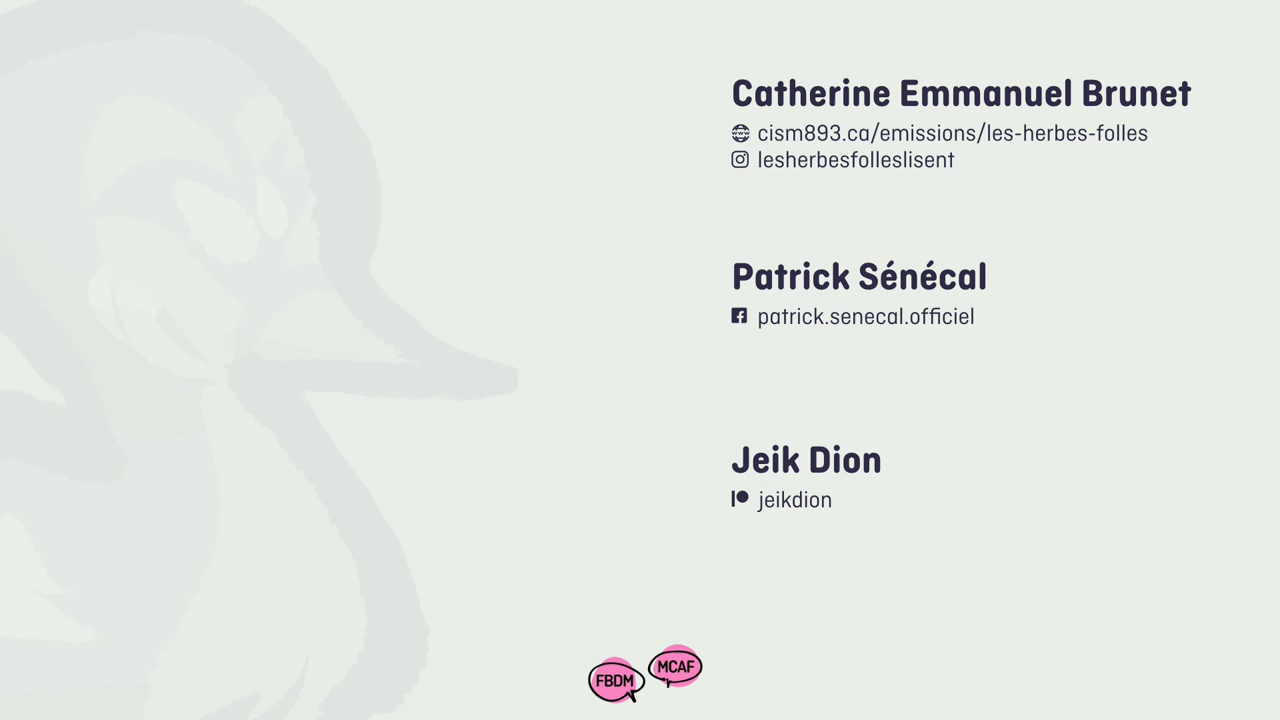 Catherine Emmanuel Brunet
cism893.ca/emissions/les-herbes-folles
lesherbesfolleslisent
Patrick Sénécal
patrick.senecal.officiel
Jeik Dion
jeikdion
FBDM
MCAF